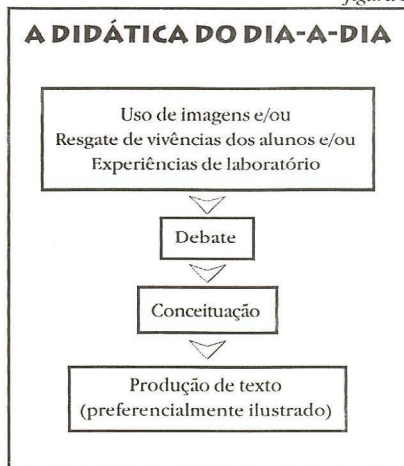 figura
A DIDÁTICA DO DIA-A-DIA
Uso de imagens e/ou
Resgate de vivências dos alunos e/ou
Experiências de laboratório
Debate
Conceituação
Produção de texto
(preferencialmente ilustrado)